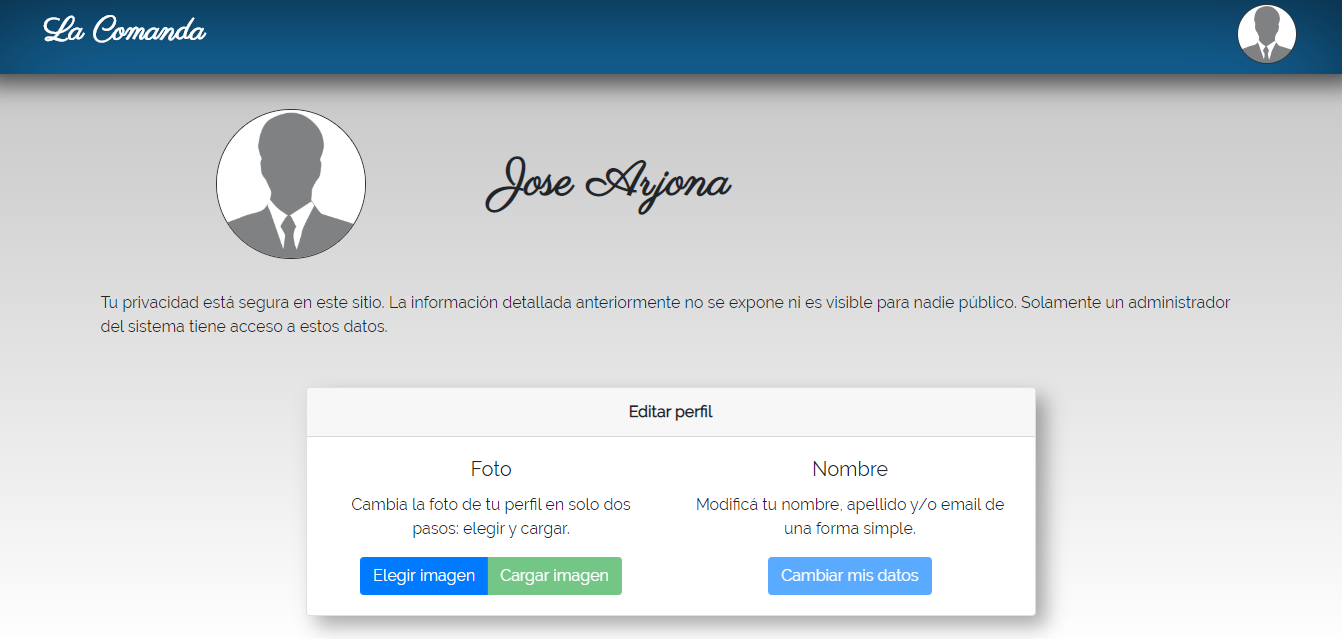 La Comanda
Jose Arjona
Tu privacidad está segura en este sitio. La información detallada anteriormente no se expone ni es visible para nadie público. Solamente un administrador
del sistema tiene acceso a estos datos.
Editar perfil
Foto
Cambia la foto de tu perfil en solo dos
pasos: elegir y cargar.
Elegir imagen Cargar imagen
Nombre
Modificá tu nombre, apellido y/o email de
una forma simple.
Cambiar mis datos